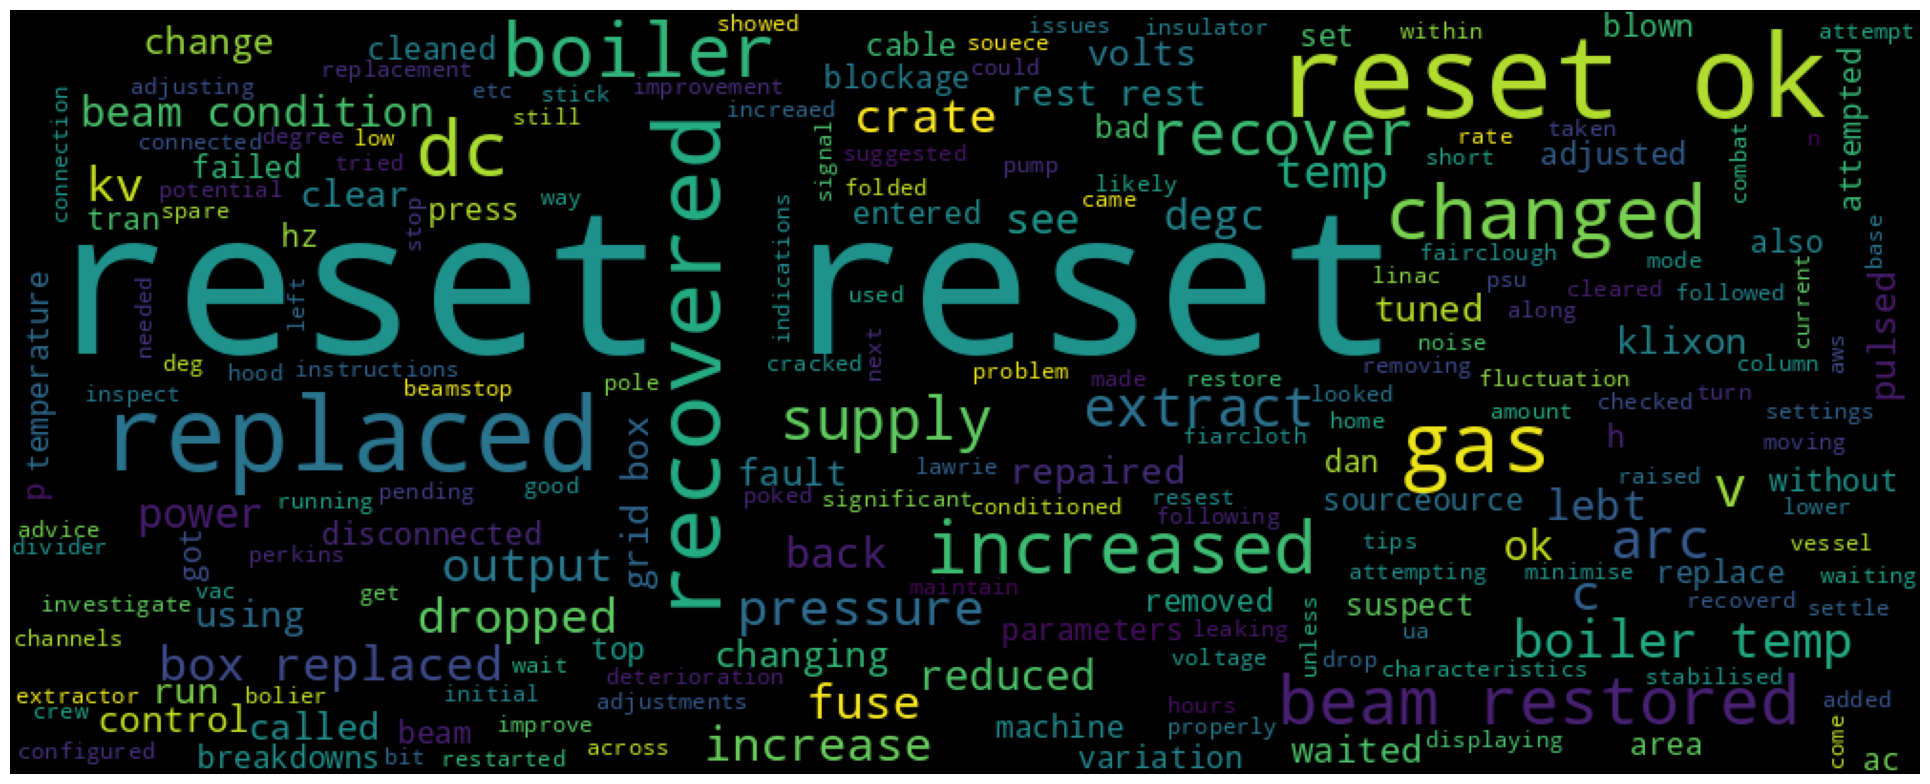 showed issues insulator blown
change cleaned boiler cable souece volts set within reset ok attempt
adjusting replacement etc stick improvement blockage could rest rest attempted
beam condition still increaed crate bad recover rate taken
connection connecteddegree low dc recovered signal suggested pump temp short adjusted combat n
kv failed tried potential clear press way folded likely came changed
tran spare hz stop indications entered see degc fairclough mode also base
reset reset used linac psu cleared followed current pulsed
p temperature needed left tuned along klixon
deg hood instructions cracked next problem noise removing column aws
inspect beamstop pole made restore looked fluctuation checked turn
replaced supply extract home amount settings
grid box fiarcloth gas h moving
fault lawrie repaired dan raised v without
power running pending good poked significant conditioned resest sourceource lebt lower
advice disconnected following
divider got perkins output back increased tips ok arc vessel
vac maintain attempting minimise replace waiting
investigate using get dropped pressure removed unless suspect c recoverd settle
channels parameters leaking ua
box replaced wait top changing voltage drop boiler temp
extractor run bolier initial deterioration reduced characteristics stabilised
crew control called beam improve adjustments fuse machine hours properly beam restored added
configured breakdowns bit restarted across increase variation waited displaying area come ac